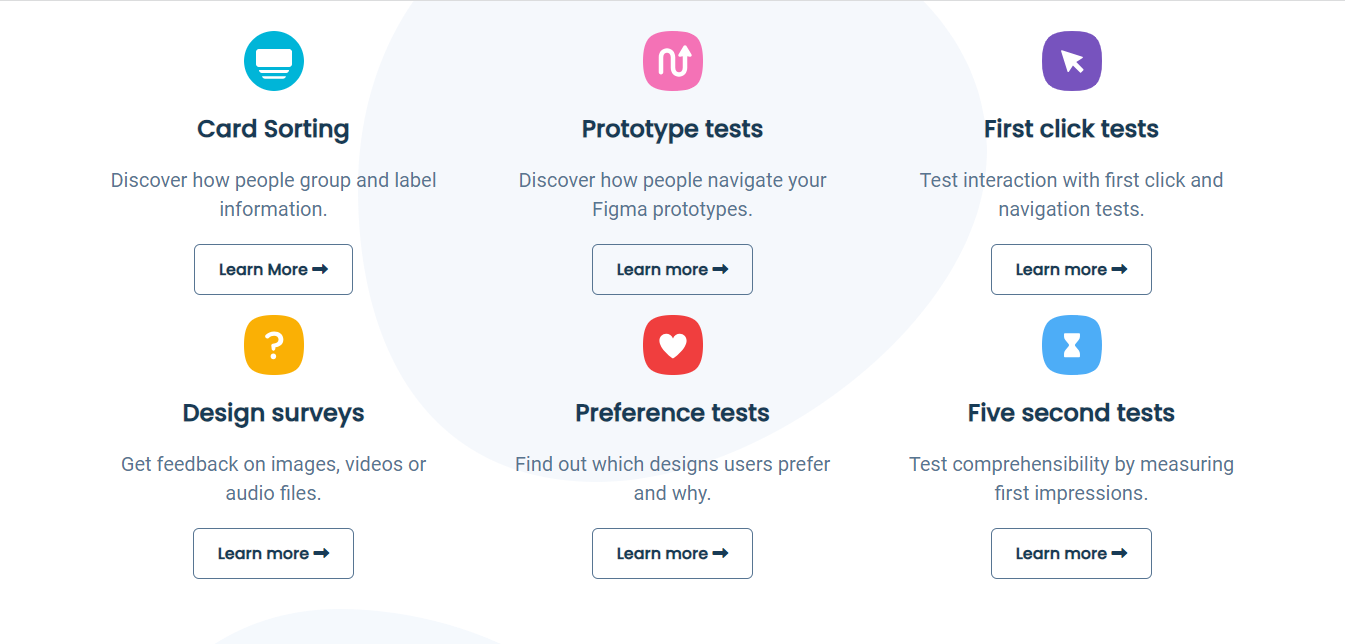 Card Sorting
Discover how people group and label
information.
Learn More ➞
Prototype tests
Discover how people navigate your
Figma prototypes.
Learn more ➞
First click tests
Test interaction with first click and
navigation tests.
Learn more ➞
?
Design surveys
Get feedback on images, videos or
audio files.
Learn more ➞
Preference tests
Find out which designs users prefer
and why.
Learn more ➞
Five second tests
Test comprehensibility by measuring
first impressions.
Learn more ➞